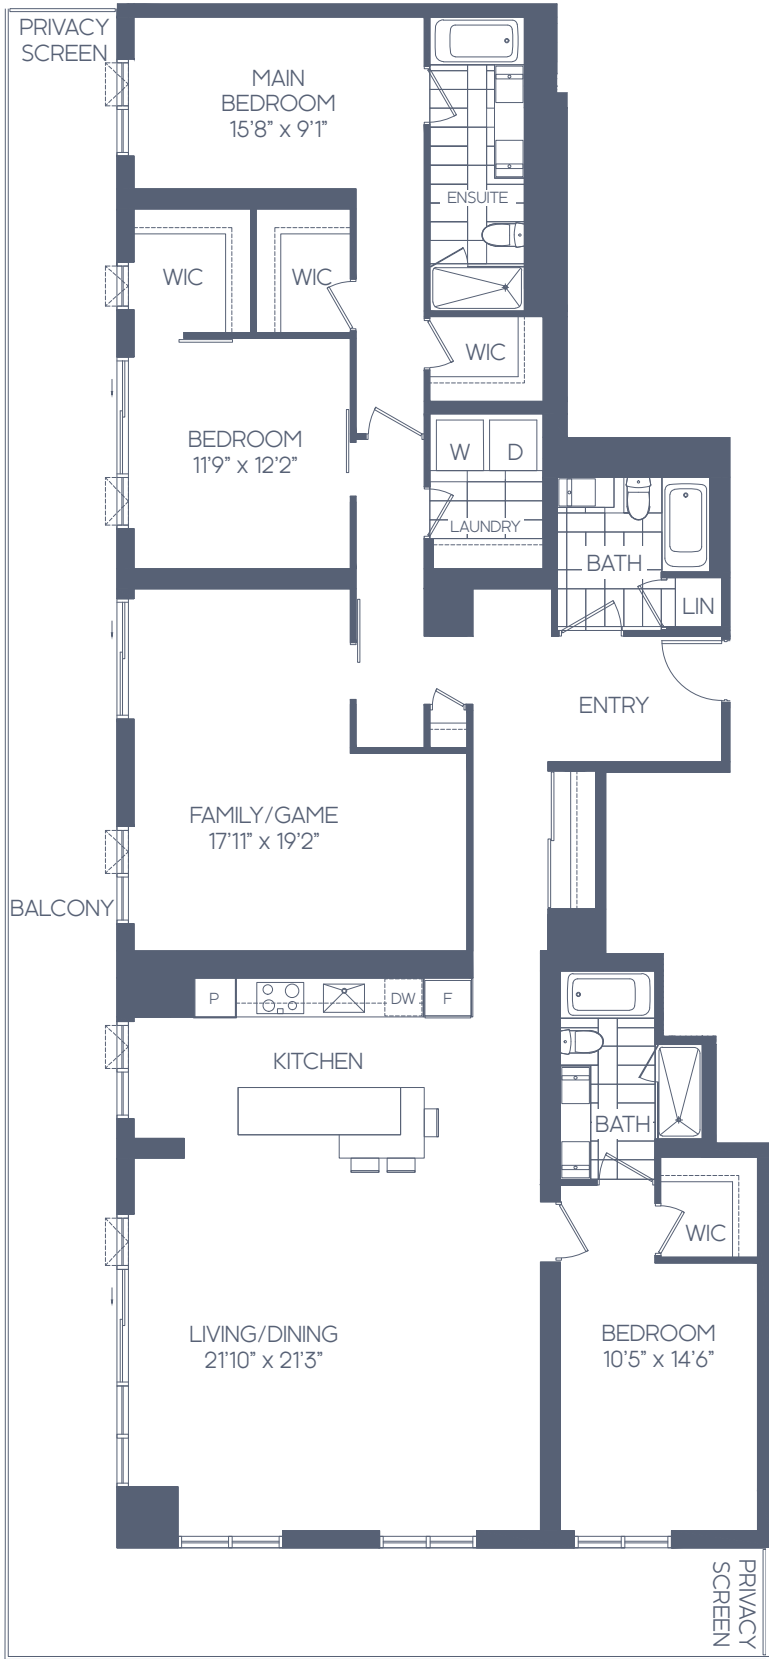 PRIVACY
SCREEN
MAIN
BEDROOM
15'8" x 9'1"
ENSUITE
WIC
WIC
WIC
BEDROOM
11'9" x 12'2"
W
D
LAUNDRY
BATH
LIN
ENTRY
FAMILY/GAME
17'11" x 19'2"
BALCONY
P
DW
F
KITCHEN
BATH
WIC
LIVING/DINING
21'10" x 21'3"
BEDROOM
10'5" x 14'6"
PRIVACY
SCREEN